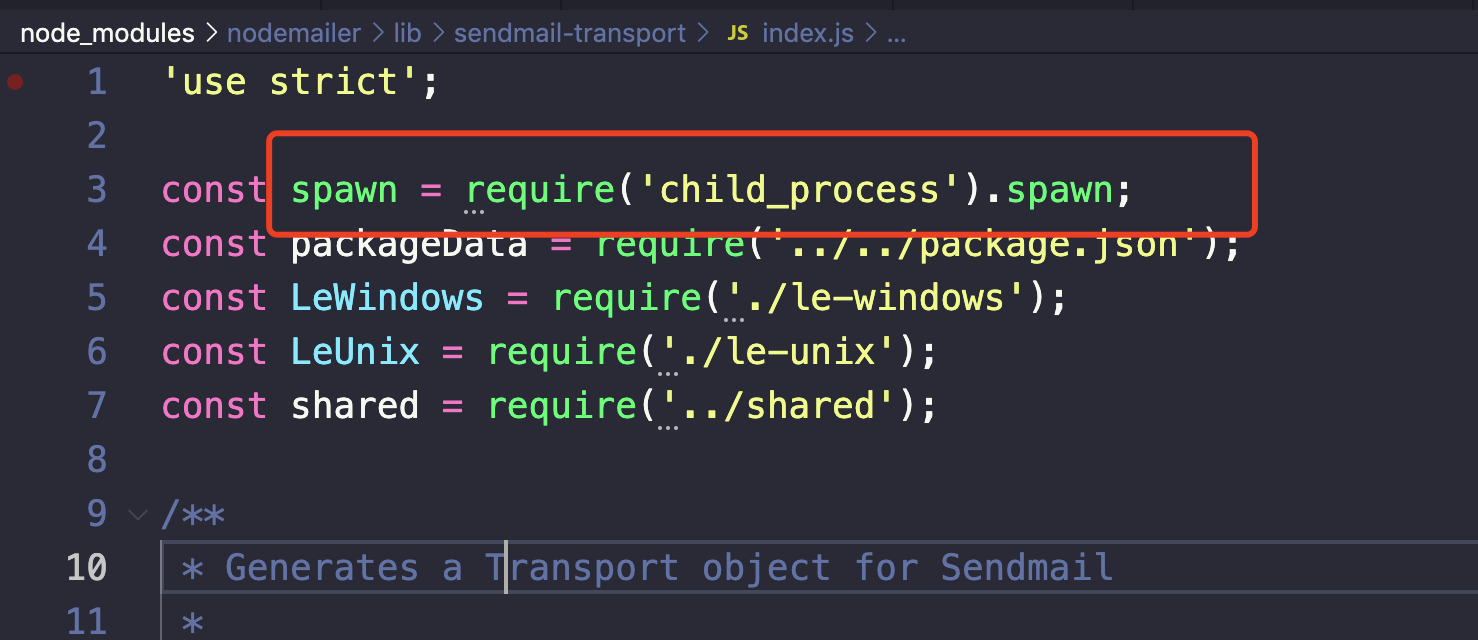 node_modules > nodemailer > lib > sendmail-transport > JS index.js > ...
1 'use strict';
2
3 const spawn = require('child_process').spawn;
4 const packageData = require('../../package.json');
5 const LeWindows = require('./le-windows');
6 const LeUnix = require('./le-unix');
7 const shared = require('../shared');
8
9 /**
10 * Generates a Transport object for Sendmail
11 *